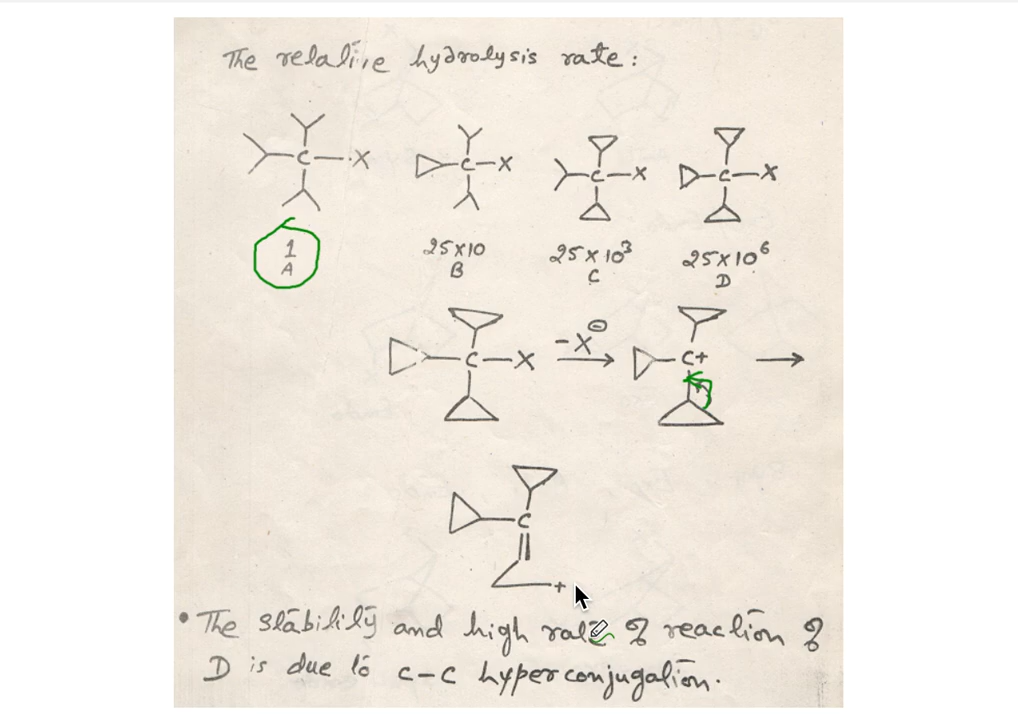 The relative hydrolysis rate:
C X C X C X C X
1 25×10 25×10³ 25×10⁶
A B C D
C X -X⊖ C+
C
+
• The stability and high rate of reaction of
D is due to C-C hyperconjugation.